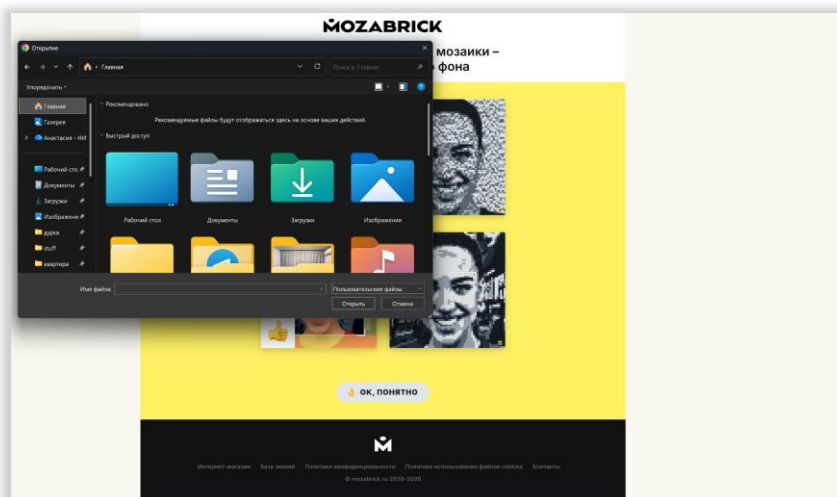 MOZABRICK
мозаики –
фона
Открытие
Главная
Поиск в: Главная
Упорядочить
Главная
Галерея
Анастасия - НИ
Рабочий сто
Документы
Загрузки
Изображени
дурка
stuff
квартира
Рекомендовано
Рекомендуемые файлы будут отображаться здесь на основе ваших действий.
Быстрый доступ
Рабочий стол
Документы
Загрузки
Изображения
Имя файла:
Пользовательские файлы
Открыть
Отмена
ОК, ПОНЯТНО
Интернет-магазин База знаний Политика конфиденциальности Политика использования файлов cookies Контакты
© mozabrick.ru 2020-2026